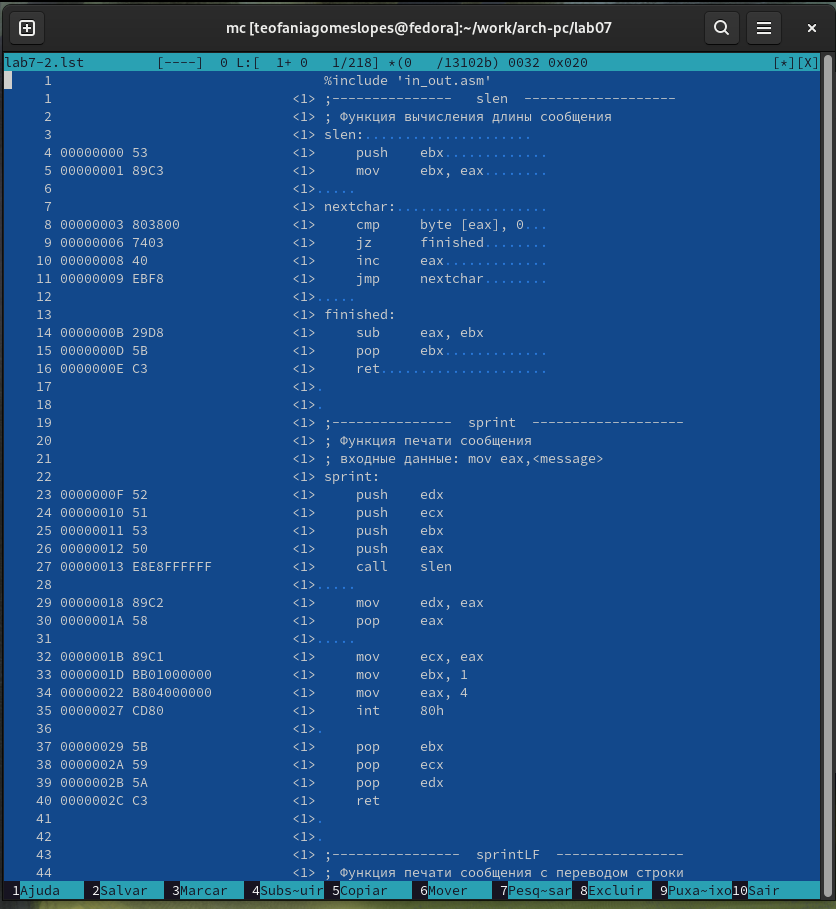 mc [teofaniagomeslopes@fedora]:~/work/arch-pc/lab07
lab7-2.lst [----] 0 L:[ 1+ 0 1/218] *(0 /13102b) 0032 0x020 [*][X]
1 %include 'in_out.asm'
1 <1> ;--------------- slen -------------------
2 <1> ; Функция вычисления длины сообщения
3 <1> slen:.....................
4 00000000 53 <1> push ebx.............
5 00000001 89C3 <1> mov ebx, eax........
6 <1>.....
7 <1> nextchar:...................
8 00000003 803800 <1> cmp byte [eax], 0...
9 00000006 7403 <1> jz finished........
10 00000008 40 <1> inc eax.............
11 00000009 EBF8 <1> jmp nextchar........
12 <1>.....
13 <1> finished:
14 0000000B 29D8 <1> sub eax, ebx
15 0000000D 5B <1> pop ebx.............
16 0000000E C3 <1> ret.....................
17 <1>.
18 <1>.
19 <1> ;--------------- sprint -------------------
20 <1> ; Функция печати сообщения
21 <1> ; входные данные: mov eax,<message>
22 <1> sprint:
23 0000000F 52 <1> push edx
24 00000010 51 <1> push ecx
25 00000011 53 <1> push ebx
26 00000012 50 <1> push eax
27 00000013 E8E8FFFFFF <1> call slen
28 <1>.....
29 00000018 89C2 <1> mov edx, eax
30 0000001A 58 <1> pop eax
31 <1>.....
32 0000001B 89C1 <1> mov ecx, eax
33 0000001D BB01000000 <1> mov ebx, 1
34 00000022 B804000000 <1> mov eax, 4
35 00000027 CD80 <1> int 80h
36 <1>.
37 00000029 5B <1> pop ebx
38 0000002A 59 <1> pop ecx
39 0000002B 5A <1> pop edx
40 0000002C C3 <1> ret
41 <1>.
42 <1>.
43 <1> ;---------------- sprintLF ----------------
44 <1> ; Функция печати сообщения с переводом строки
1Ajuda 2Salvar 3Marcar 4Subs~uir 5Copiar 6Mover 7Pesq~sar 8Excluir 9Puxa~ixo 10Sair